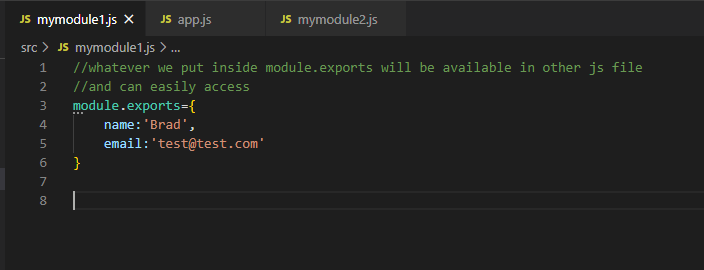 JS mymodule1.js × JS app.js JS mymodule2.js
src > JS mymodule1.js > ...
1 //whatever we put inside module.exports will be available in other js file
2 //and can easily access
3 module.exports={
4     name:'Brad',
5     email:'test@test.com'
6 }
7
8